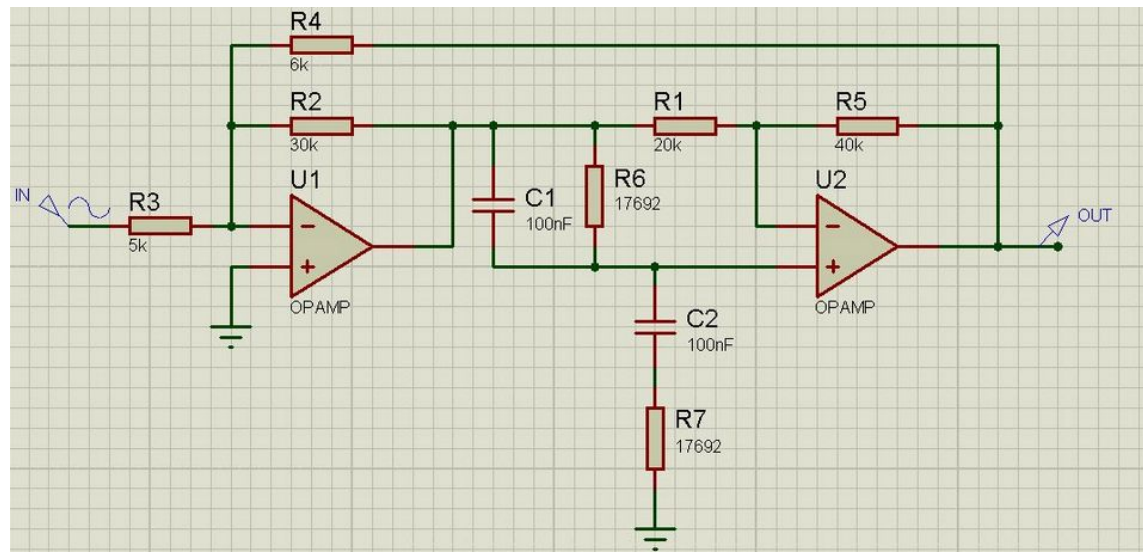 R4
6k
R2
30k
R1
20k
R5
40k
U1
U2
IN
R3
5k
C1
100nF
R6
17692
OUT
OPAMP
OPAMP
C2
100nF
R7
17692